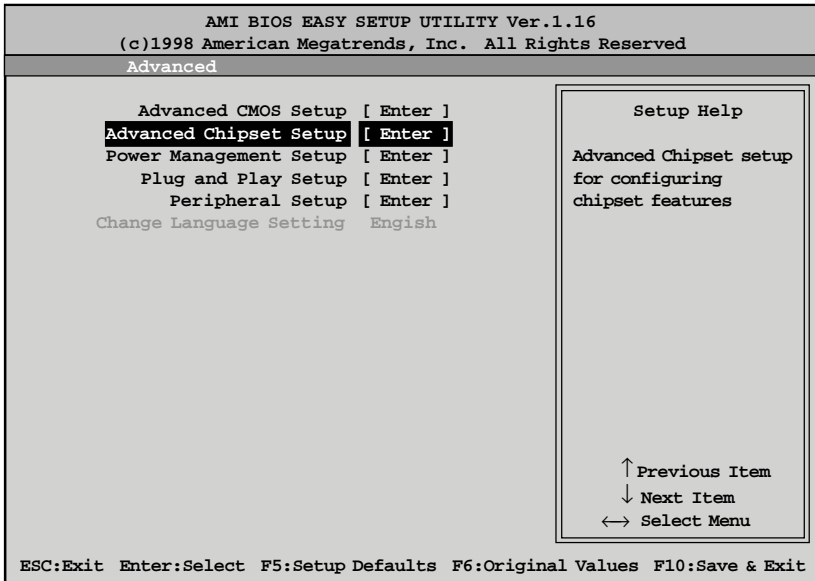 AMI BIOS EASY SETUP UTILITY Ver.1.16
(c)1998 American Megatrends, Inc. All Rights Reserved
Advanced
Advanced CMOS Setup [ Enter ]
Advanced Chipset Setup [ Enter ]
Power Management Setup [ Enter ]
Plug and Play Setup [ Enter ]
Peripheral Setup [ Enter ]
Change Language Setting Engish
Setup Help
Advanced Chipset setup
for configuring
chipset features
↑ Previous Item
↓ Next Item
←→ Select Menu
ESC:Exit Enter:Select F5:Setup Defaults F6:Original Values F10:Save & Exit